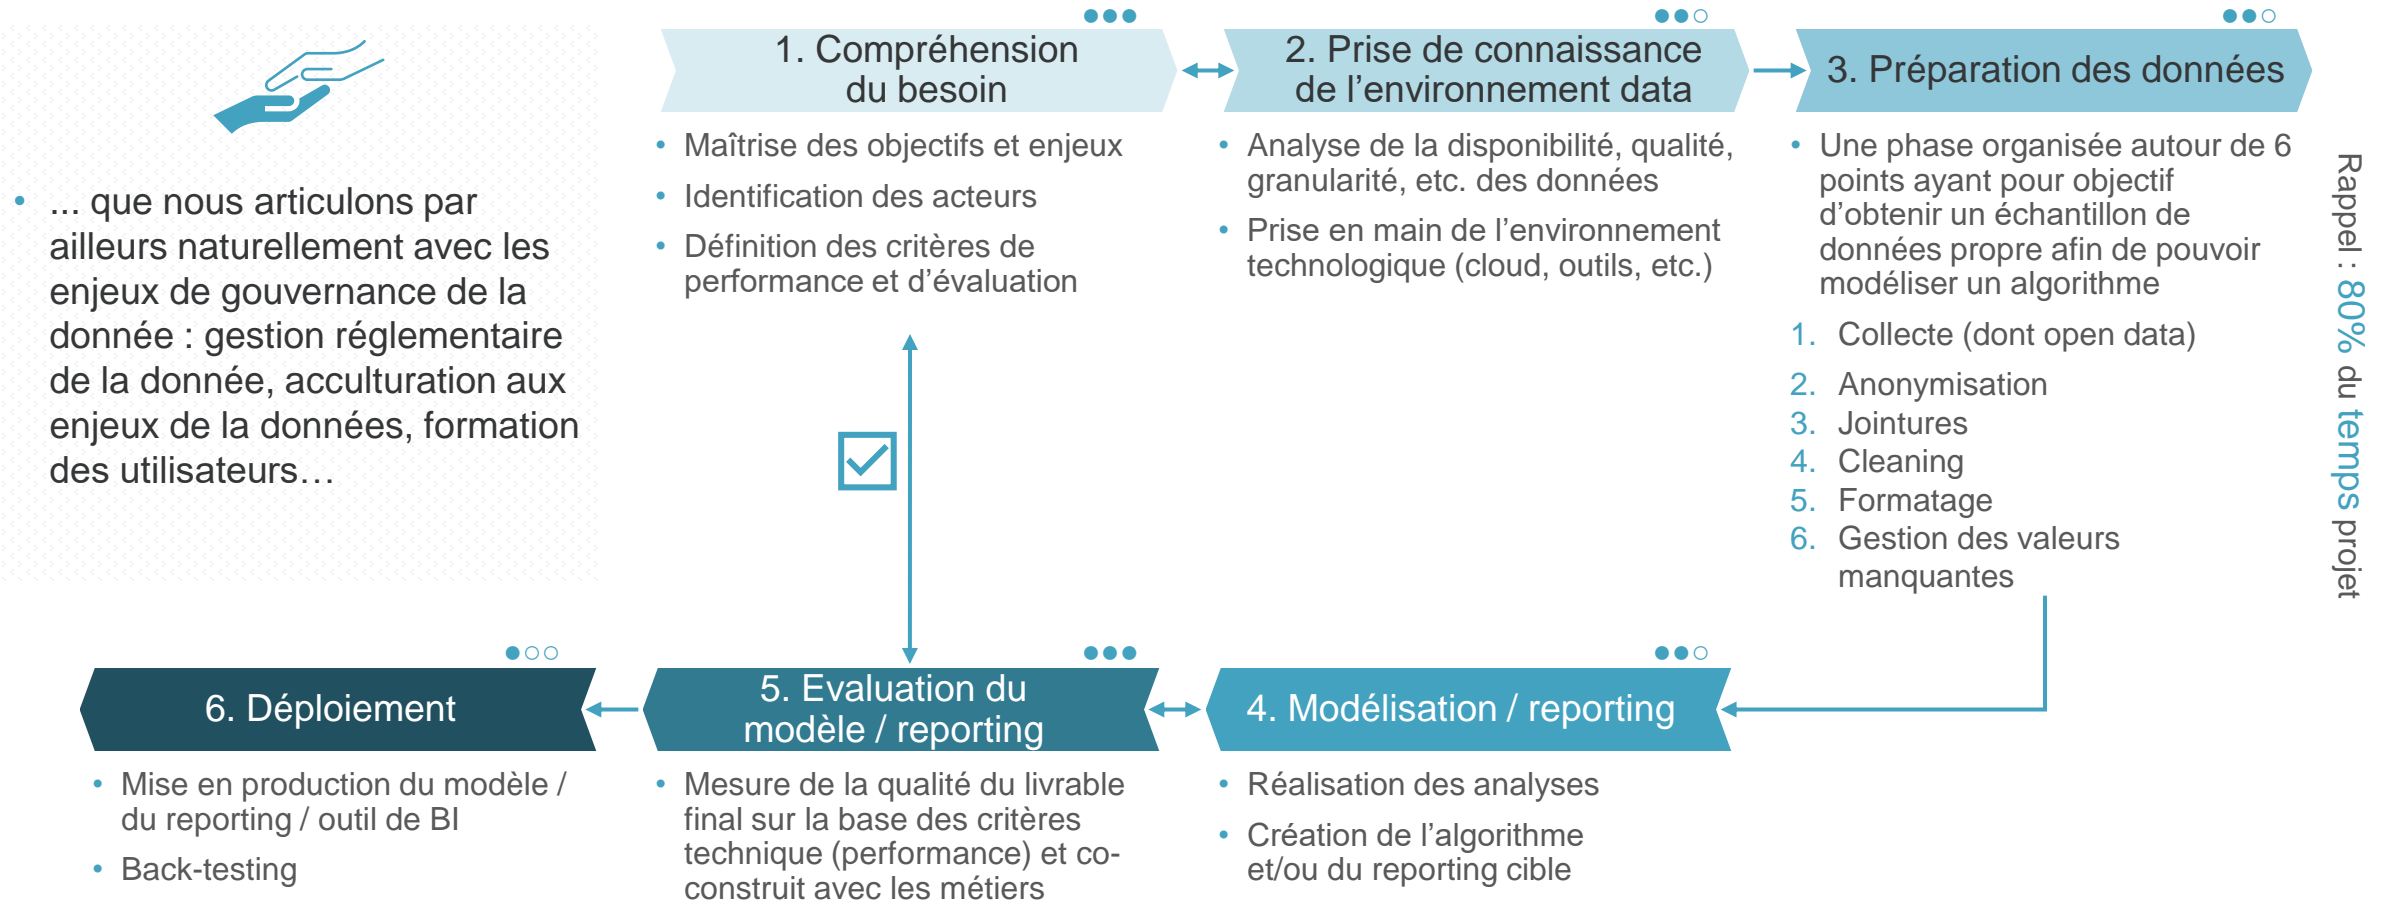 ... que nous articulons par
ailleurs naturellement avec les
enjeux de gouvernance de la
donnée : gestion réglementaire
de la donnée, acculturation aux
enjeux de la données, formation
des utilisateurs…
1. Compréhension
du besoin
• Maîtrise des objectifs et enjeux
• Identification des acteurs
• Définition des critères de
performance et d’évaluation
2. Prise de connaissance
de l’environnement data
• Analyse de la disponibilité, qualité,
granularité, etc. des données
• Prise en main de l’environnement
technologique (cloud, outils, etc.)
3. Préparation des données
• Une phase organisée autour de 6
points ayant pour objectif
d’obtenir un échantillon de
données propre afin de pouvoir
modéliser un algorithme
1. Collecte (dont open data)
2. Anonymisation
3. Jointures
4. Cleaning
5. Formatage
6. Gestion des valeurs
manquantes
Rappel : 80% du temps projet
4. Modélisation / reporting
• Réalisation des analyses
• Création de l’algorithme
et/ou du reporting cible
5. Evaluation du
modèle / reporting
• Mesure de la qualité du livrable
final sur la base des critères
technique (performance) et co-
construit avec les métiers
6. Déploiement
• Mise en production du modèle /
du reporting / outil de BI
• Back-testing